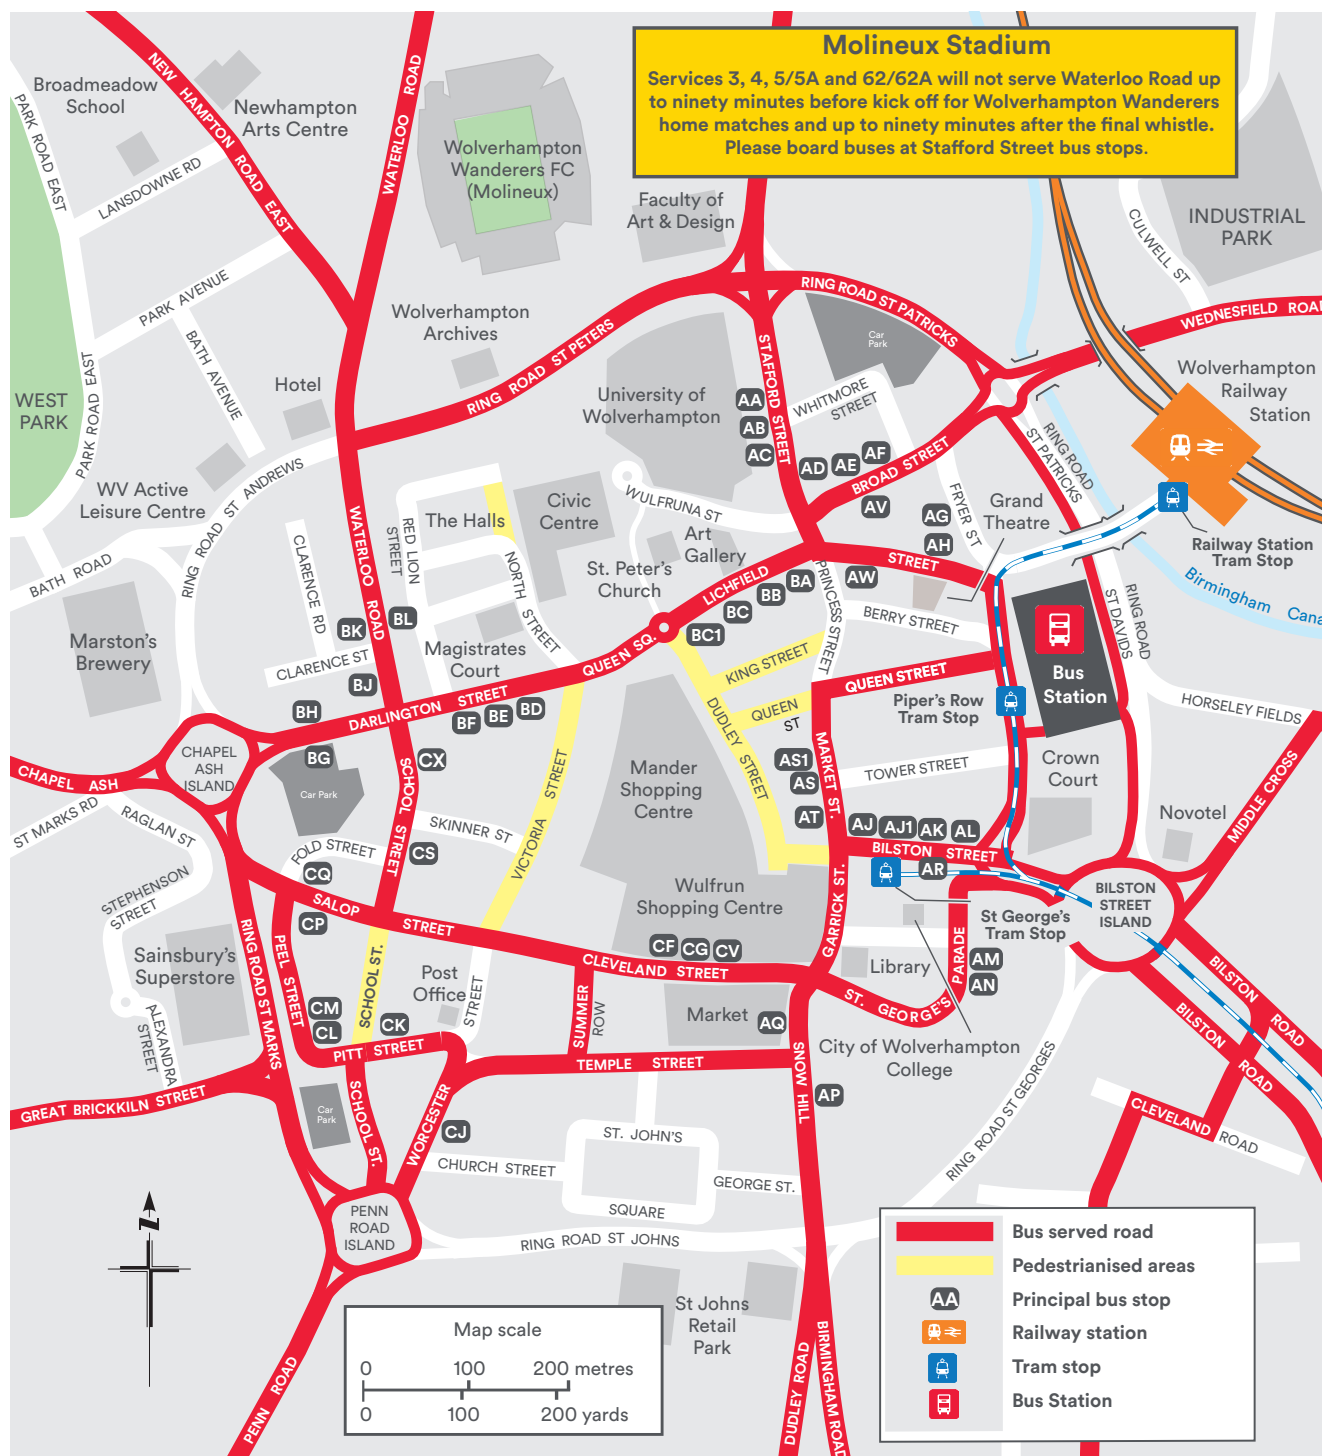 Molineux Stadium
Services 3, 4, 5/5A and 62/62A will not serve Waterloo Road up
to ninety minutes before kick off for Wolverhampton Wanderers
home matches and up to ninety minutes after the final whistle.
Please board buses at Stafford Street bus stops.
Broadmeadow
School
Newhampton
Arts Centre
NEW HAMPTON ROAD EAST
WATERLOO ROAD
PARK ROAD EAST
LANSDOWNE RD
Wolverhampton
Wanderers FC
(Molineux)
Faculty of
Art & Design
CULWELL ST
INDUSTRIAL
PARK
PARK AVENUE
BATH AVENUE
Wolverhampton
Archives
RING ROAD ST PETERS
RING ROAD ST PATRICKS
Car
Park
WEDNESFIELD ROAD
Wolverhampton
Railway
Station
WEST
PARK
PARK ROAD EAST
Hotel
University of
Wolverhampton
STAFFORD STREET
WHITMORE
STREET
AA
AB
AC
AD
AE
AF
BROAD STREET
AV
RING ROAD
ST PATRICKS
WV Active
Leisure Centre
RING ROAD ST ANDREWS
WATERLOO ROAD
RED LION
STREET
The Halls
Civic
Centre
WULFRUNA ST
Art
Gallery
FRYER ST
Grand
Theatre
AG
AH
Railway Station
Tram Stop
Birmingham Cana
BATH ROAD
CLARENCE RD
NORTH STREET
St. Peter's
Church
LICHFIELD
STREET
PRINCESS STREET
BA
BB
BC
BC1
AW
BERRY STREET
RING ROAD
ST DAVIDS
Marston's
Brewery
BK
BL
CLARENCE ST
BJ
Magistrates
Court
QUEEN SQ.
KING STREET
QUEEN STREET
Bus
Station
BH
DARLINGTON STREET
BF
BE
BD
DUDLEY STREET
QUEEN
ST
Piper's Row
Tram Stop
HORSELEY FIELDS
CHAPEL ASH
CHAPEL
ASH
ISLAND
BG
Car Park
CX
SCHOOL STREET
VICTORIA STREET
Mander
Shopping
Centre
AS1
AS
AT
MARKET ST.
TOWER STREET
Crown
Court
MIDDLE CROSS
Novotel
ST MARKS RD
RAGLAN ST
SKINNER ST
FOLD STREET
CS
CQ
AJ
AJ1
AK
AL
BILSTON STREET
AR
STEPHENSON
STREET
SALOP
STREET
CP
Wulfrun
Shopping Centre
GARRICK ST.
St George's
Tram Stop
BILSTON
STREET
ISLAND
Sainsbury's
Superstore
RING ROAD ST MARKS
PEEL STREET
SCHOOL ST.
CF
CG
CV
CLEVELAND STREET
Library
PARADE
AM
AN
ST. GEORGE'S
BILSTON ROAD
BILSTON ROAD
ALEXANDRA
STREET
CM
CL
CK
Post
Office
STREET
SUMMER
ROW
Market
AQ
City of Wolverhampton
College
PITT STREET
TEMPLE STREET
SNOW HILL
AP
GREAT BRICKKILN STREET
Car
Park
SCHOOL ST.
WORCESTER
CJ
ST. JOHN'S
SQUARE
CHURCH STREET
GEORGE ST.
RING ROAD ST GEORGES
CLEVELAND ROAD
PENN
ROAD
ISLAND
RING ROAD ST JOHNS
N
St Johns
Retail
Park
PENN ROAD
DUDLEY ROAD
BIRMINGHAM ROAD
Map scale
0 100 200 metres
0 100 200 yards
Bus served road
Pedestrianised areas
AA Principal bus stop
Railway station
Tram stop
Bus Station